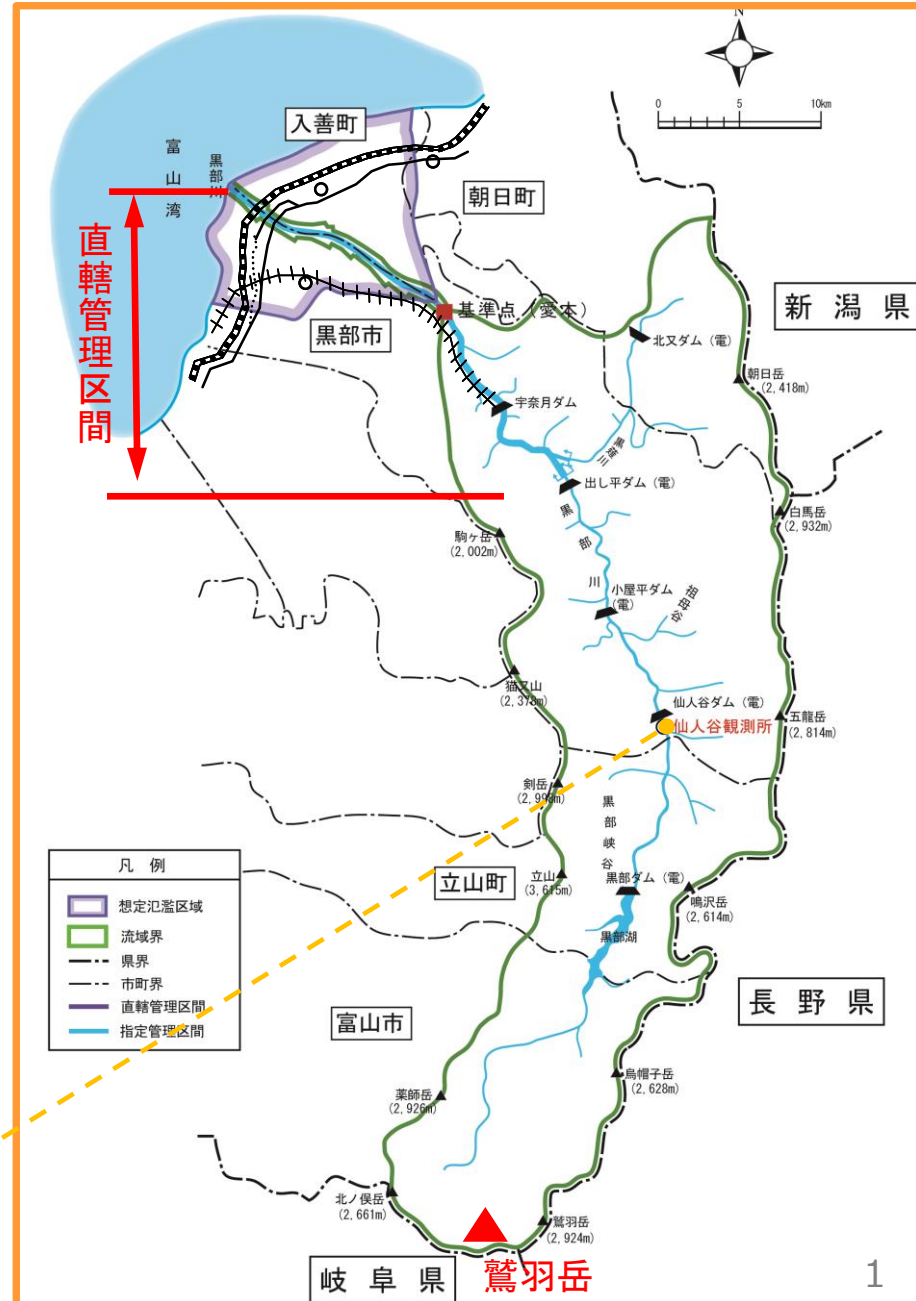 N
0 5 10km
入善町
富山湾
黒部川
朝日町
直轄管理区間
基準点（愛本）
新潟県
黒部市
北又ダム（電）
朝日岳
(2,418m)
宇奈月ダム
黒薙川
出し平ダム（電）
白馬岳
(2,932m)
黒部川
駒ヶ岳
(2,002m)
小屋平ダム
（電）
祖母谷
猫又山
(2,378m)
仙人谷ダム（電）
仙人谷観測所
五龍岳
(2,814m)
剣岳
(2,998m)
黒部峡谷
凡 例
想定氾濫区域
流域界
県界
市町界
直轄管理区間
指定管理区間
立山町
立山
(3,615m)
黒部ダム（電）
鳴沢岳
(2,614m)
黒部湖
長野県
富山市
烏帽子岳
(2,628m)
薬師岳
(2,926m)
北ノ俣岳
(2,661m)
鷲羽岳
(2,924m)
岐阜県
鷲羽岳
1